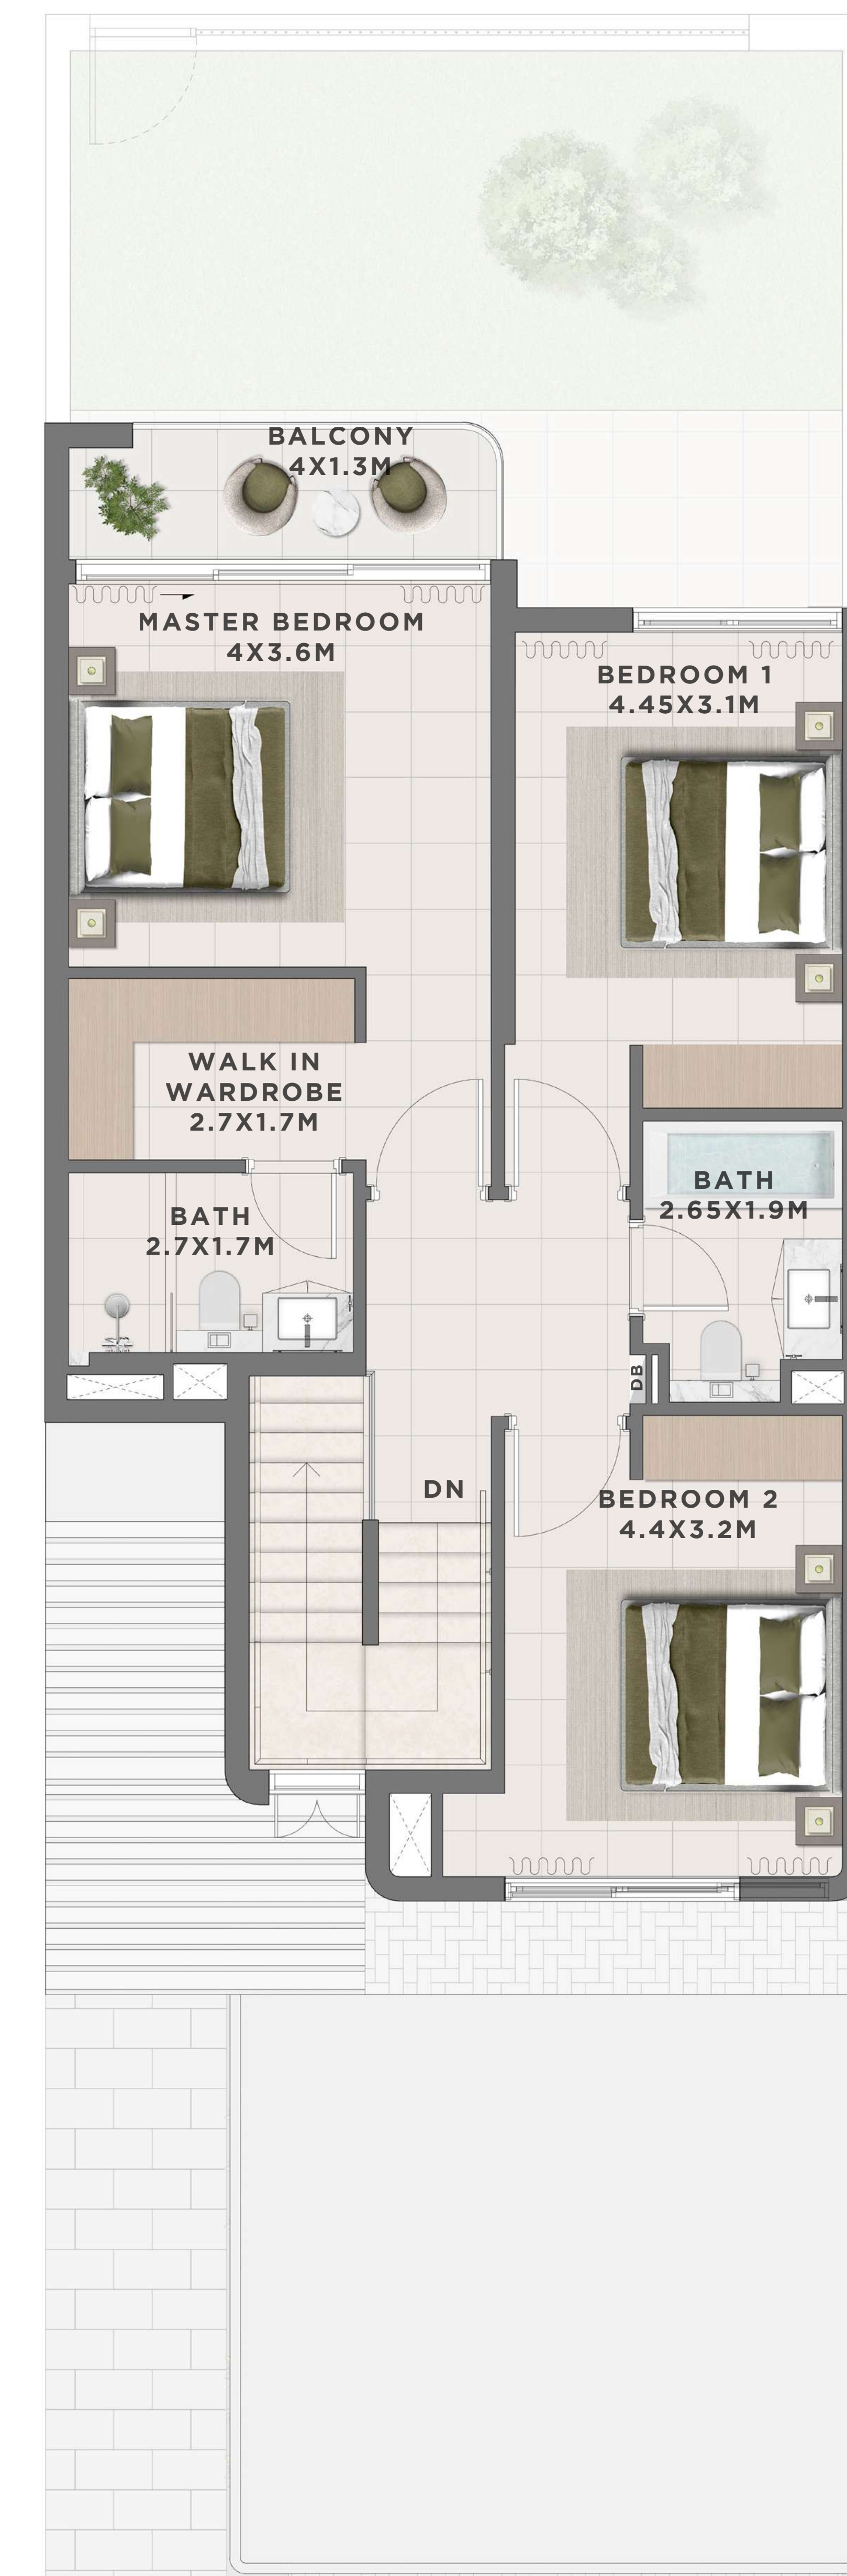 BALCONY
4X1.3M
MASTER BEDROOM
4X3.6M
BEDROOM 1
4.45X3.1M
WALK IN
WARDROBE
2.7X1.7M
BATH
2.65X1.9M
BATH
2.7X1.7M
DB
DN
BEDROOM 2
4.4X3.2M